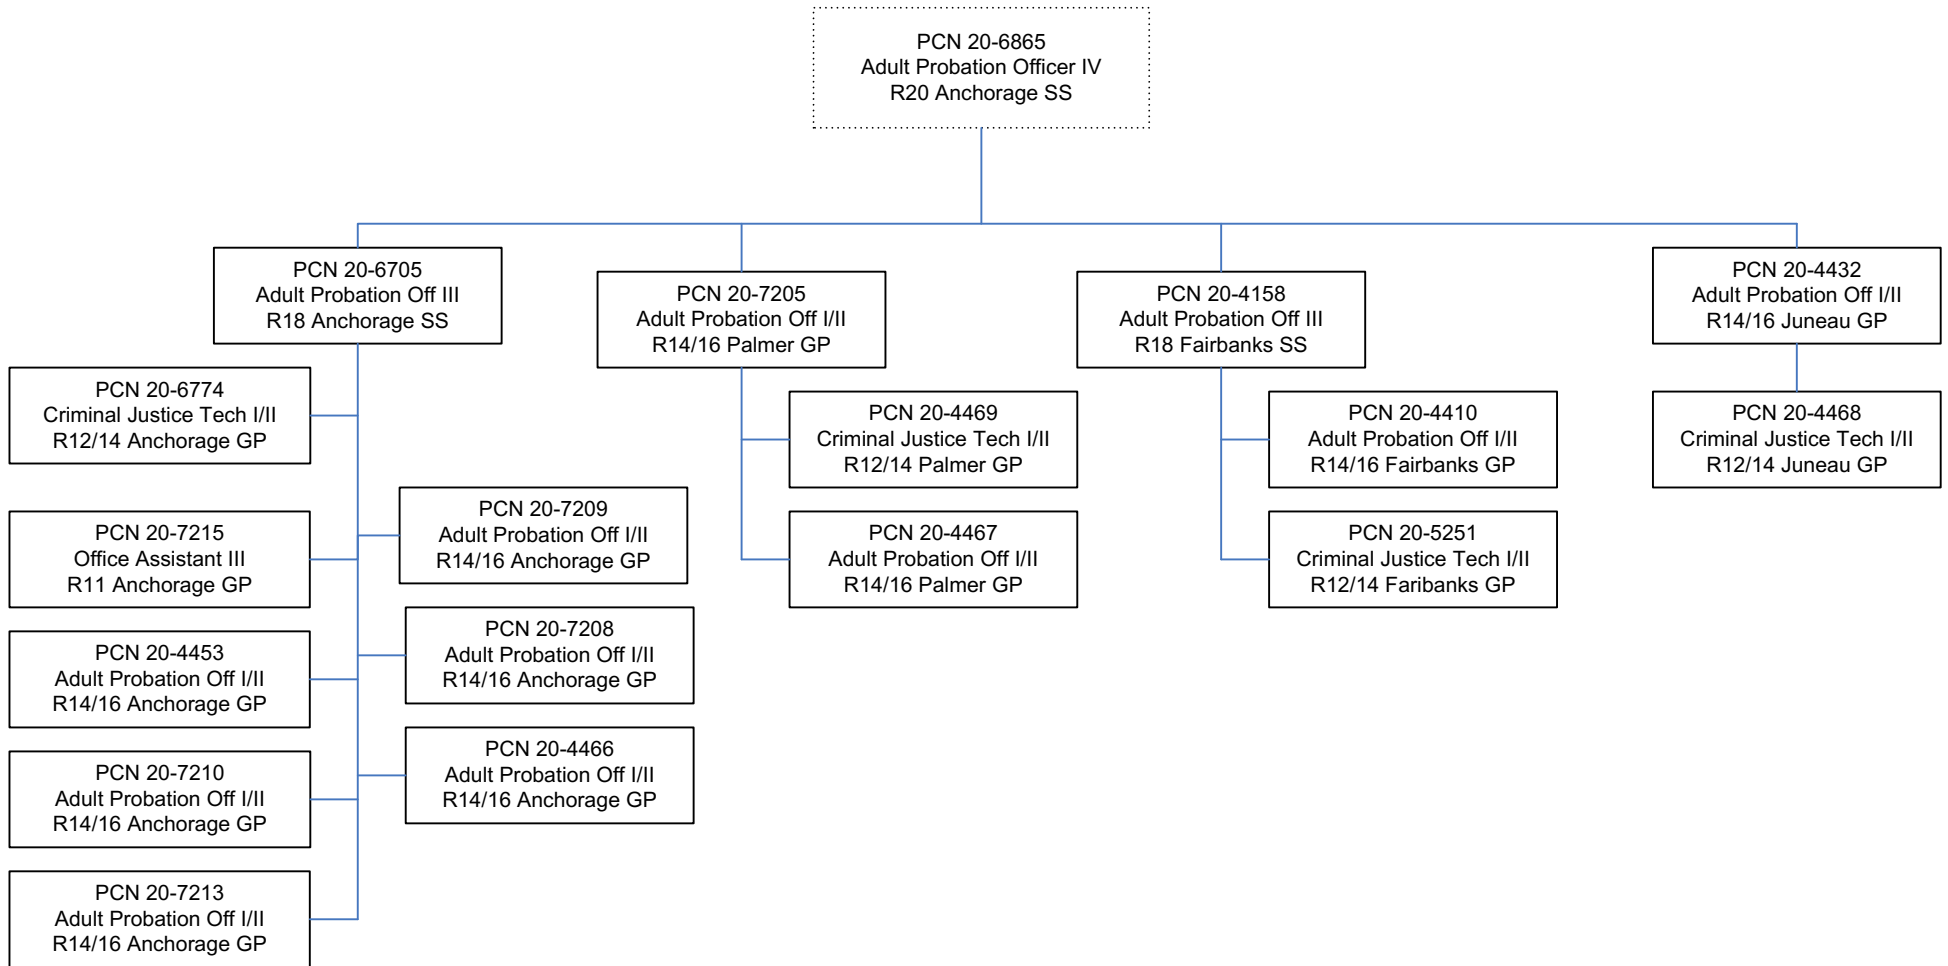 PCN 20-6865
Adult Probation Officer IV
R20 Anchorage SS
PCN 20-6705
Adult Probation Off III
R18 Anchorage SS
PCN 20-7205
Adult Probation Off I/II
R14/16 Palmer GP
PCN 20-4158
Adult Probation Off III
R18 Fairbanks SS
PCN 20-4432
Adult Probation Off I/II
R14/16 Juneau GP
PCN 20-6774
Criminal Justice Tech I/II
R12/14 Anchorage GP
PCN 20-7215
Office Assistant III
R11 Anchorage GP
PCN 20-4453
Adult Probation Off I/II
R14/16 Anchorage GP
PCN 20-7210
Adult Probation Off I/II
R14/16 Anchorage GP
PCN 20-7213
Adult Probation Off I/II
R14/16 Anchorage GP
PCN 20-7209
Adult Probation Off I/II
R14/16 Anchorage GP
PCN 20-7208
Adult Probation Off I/II
R14/16 Anchorage GP
PCN 20-4466
Adult Probation Off I/II
R14/16 Anchorage GP
PCN 20-4469
Criminal Justice Tech I/II
R12/14 Palmer GP
PCN 20-4467
Adult Probation Off I/II
R14/16 Palmer GP
PCN 20-4410
Adult Probation Off I/II
R14/16 Fairbanks GP
PCN 20-5251
Criminal Justice Tech I/II
R12/14 Faribanks GP
PCN 20-4468
Criminal Justice Tech I/II
R12/14 Juneau GP